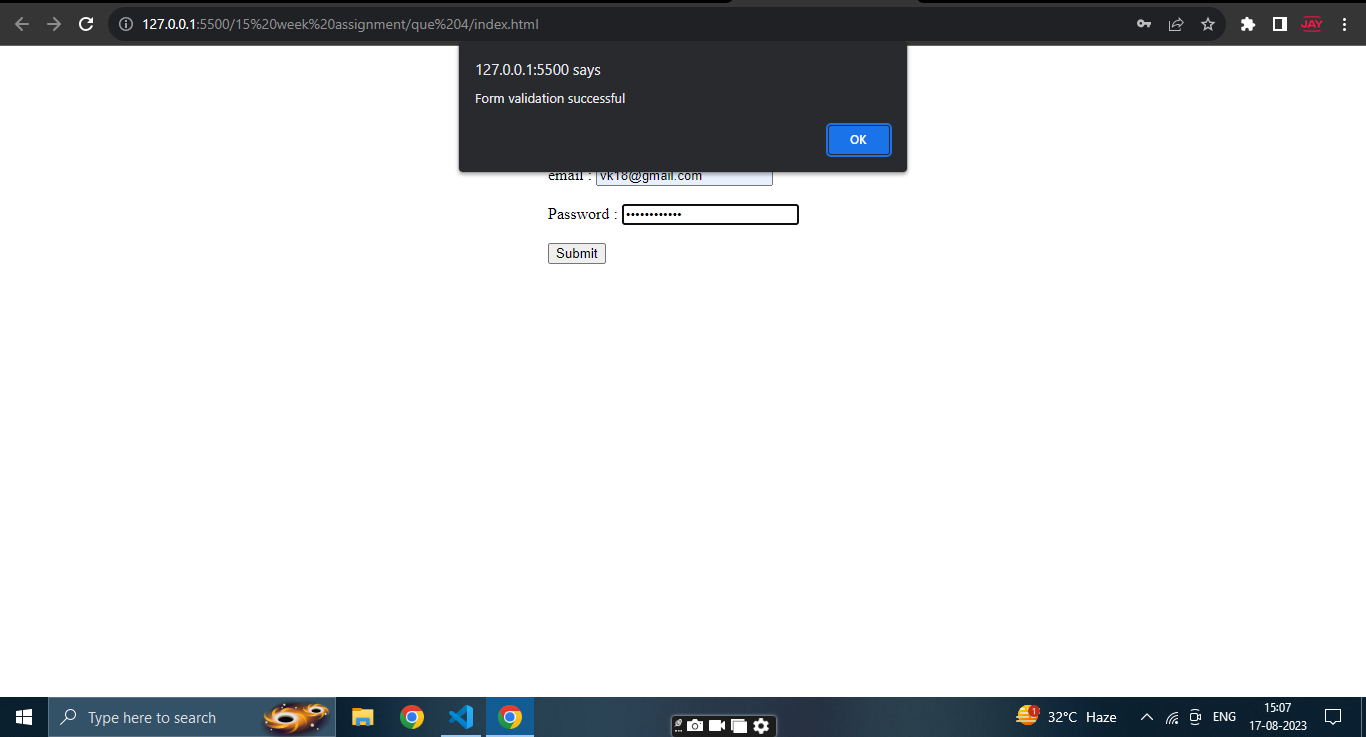 127.0.0.1:5500/15%20week%20assignment/que%204/index.html
JAY
127.0.0.1:5500 says
Form validation successful
OK
email : vk18@gmail.com
Password : ••••••••••••
Submit
Type here to search
1
32°C Haze
ENG
15:07
17-08-2023